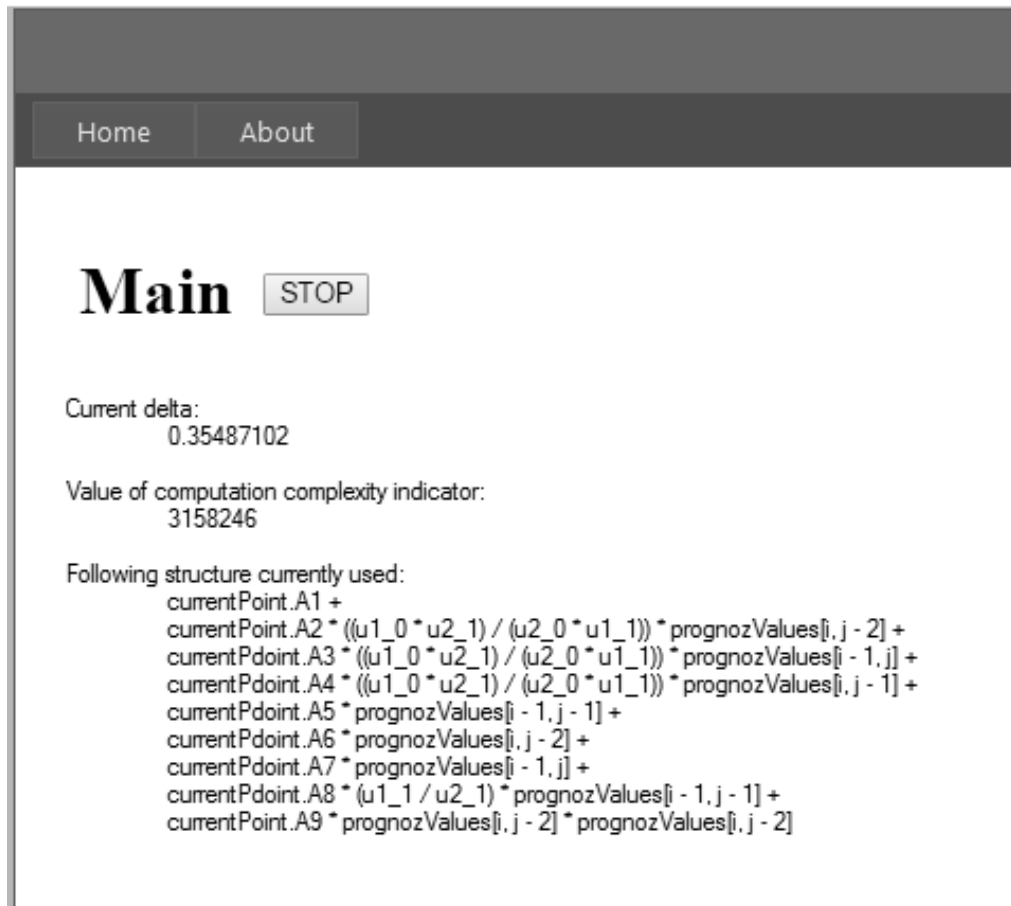 Home About
Main STOP
Current delta:
0.35487102
Value of computation complexity indicator:
3158246
Following structure currently used:
currentPoint.A1 +
currentPoint.A2 * ((u1_0 * u2_1) / (u2_0 * u1_1)) * prognozValues[i, j - 2] +
currentPdoint.A3 * ((u1_0 * u2_1) / (u2_0 * u1_1)) * prognozValues[i - 1, j] +
currentPdoint.A4 * ((u1_0 * u2_1) / (u2_0 * u1_1)) * prognozValues[i, j - 1] +
currentPdoint.A5 * prognozValues[i - 1, j - 1] +
currentPdoint.A6 * prognozValues[i, j - 2] +
currentPdoint.A7 * prognozValues[i - 1, j] +
currentPdoint.A8 * (u1_1 / u2_1) * prognozValues[i - 1, j - 1] +
currentPoint.A9 * prognozValues[i, j - 2] * prognozValues[i, j - 2]